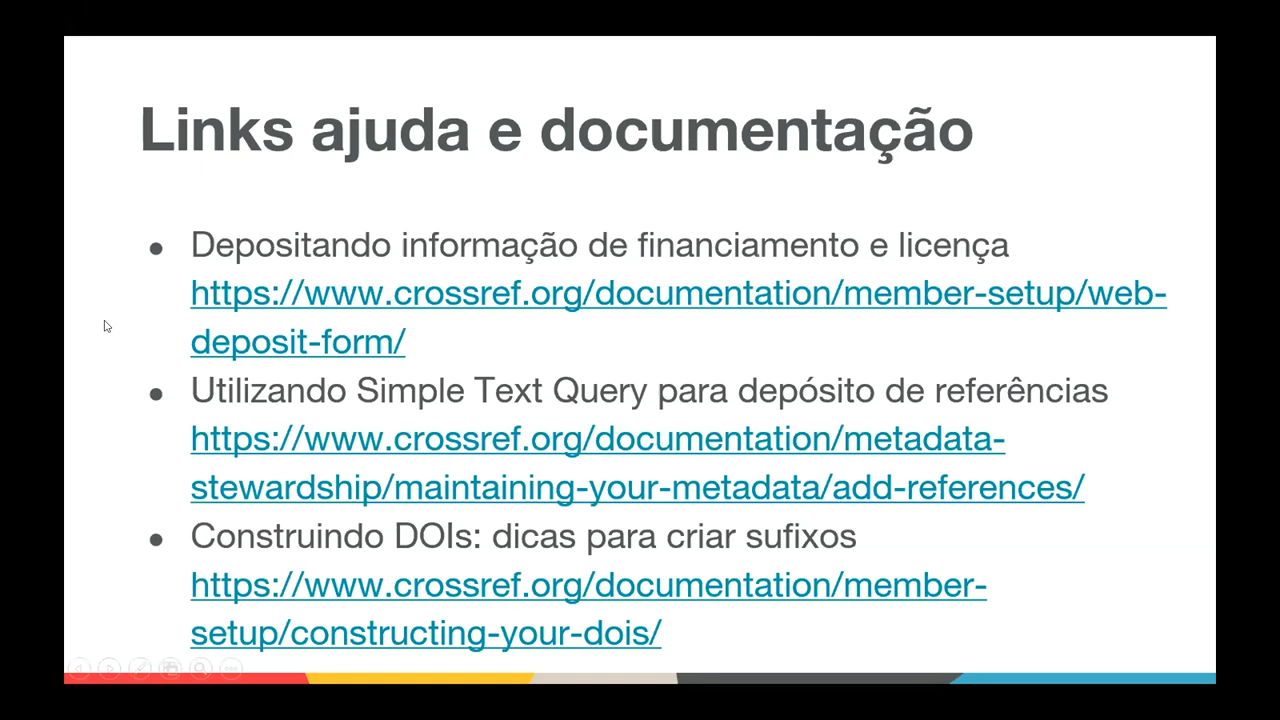 Links ajuda e documentação
● Depositando informação de financiamento e licença
https://www.crossref.org/documentation/member-setup/web-
deposit-form/
● Utilizando Simple Text Query para depósito de referências
https://www.crossref.org/documentation/metadata-
stewardship/maintaining-your-metadata/add-references/
● Construindo DOIs: dicas para criar sufixos
https://www.crossref.org/documentation/member-
setup/constructing-your-dois/